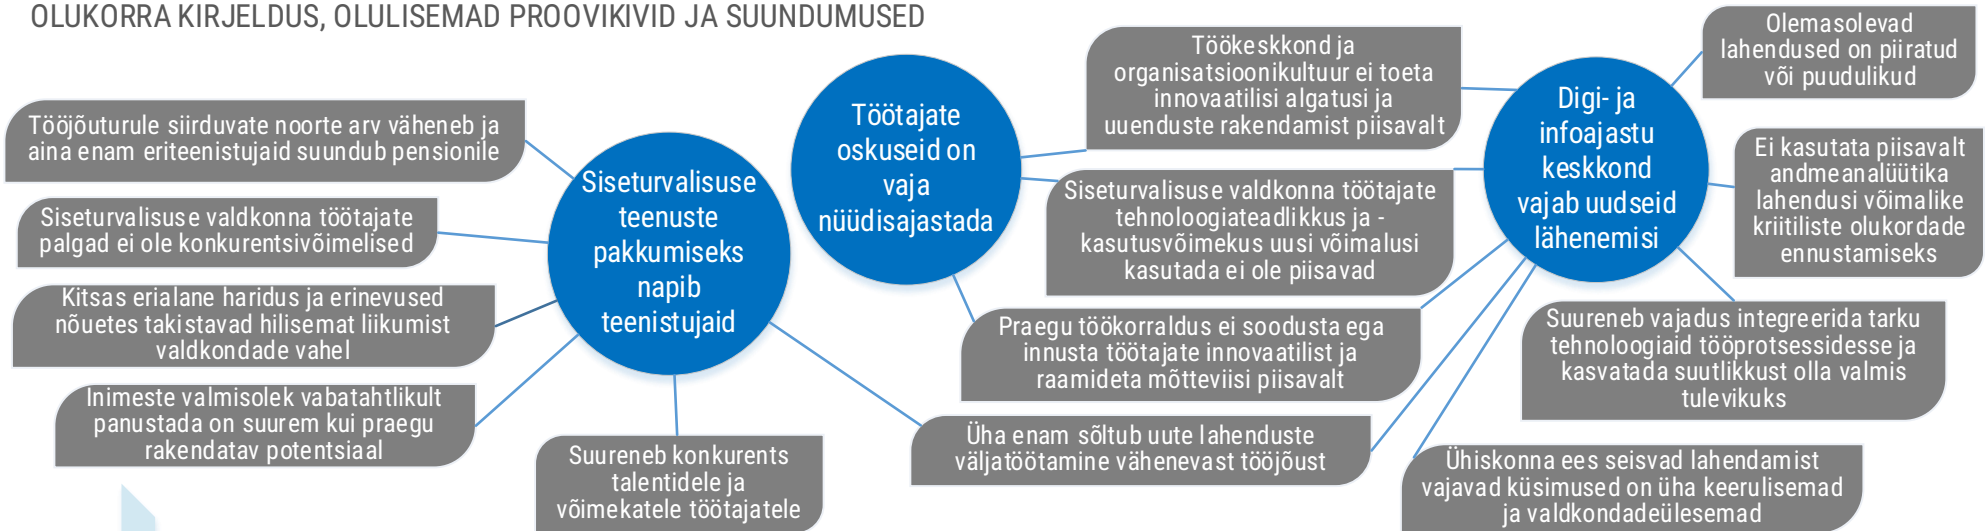 OLUKORRA KIRJELDUS, OLULISEMAD PROOVIKIVID JA SUUNDUMUSED
Tööjõuturule siirduvate noorte arv väheneb ja
aina enam eriteenistujaid suundub pensionile
Siseturvalisuse valdkonna töötajate
palgad ei ole konkurentsivõimelised
Kitsas erialane haridus ja erinevused
nõuetes takistavad hilisemat liikumist
valdkondade vahel
Inimeste valmisolek vabatahtlikult
panustada on suurem kui praegu
rakendatav potentsiaal
Siseturvalisuse
teenuste
pakkumiseks
napib
teenistujaid
Suureneb konkurents
talentidele ja
võimekatele töötajatele
Töötajate
oskuseid on
vaja
nüüdisajastada
Töökeskkond ja
organisatsioonikultuur ei toeta
innovaatilisi algatusi ja
uuenduste rakendamist piisavalt
Siseturvalisuse valdkonna töötajate
tehnoloogiateadlikkus ja -
kasutusvõimekus uusi võimalusi
kasutada ei ole piisavad
Praegu töökorraldus ei soodusta ega
innusta töötajate innovaatilist ja
raamideta mõtteviisi piisavalt
Üha enam sõltub uute lahenduste
väljatöötamine vähenevast tööjõust
Digi- ja
infoajastu
keskkond
vajab uudseid
lähenemisi
Olemasolevad
lahendused on piiratud
või puudulikud
Ei kasutata piisavalt
andmeanalüütika
lahendusi võimalike
kriitiliste olukordade
ennustamiseks
Suureneb vajadus integreerida tarku
tehnoloogiaid tööprotsessidesse ja
kasvatada suutlikkust olla valmis
tulevikuks
Ühiskonna ees seisvad lahendamist
vajavad küsimused on üha keerulisemad
ja valdkondadeülesemad